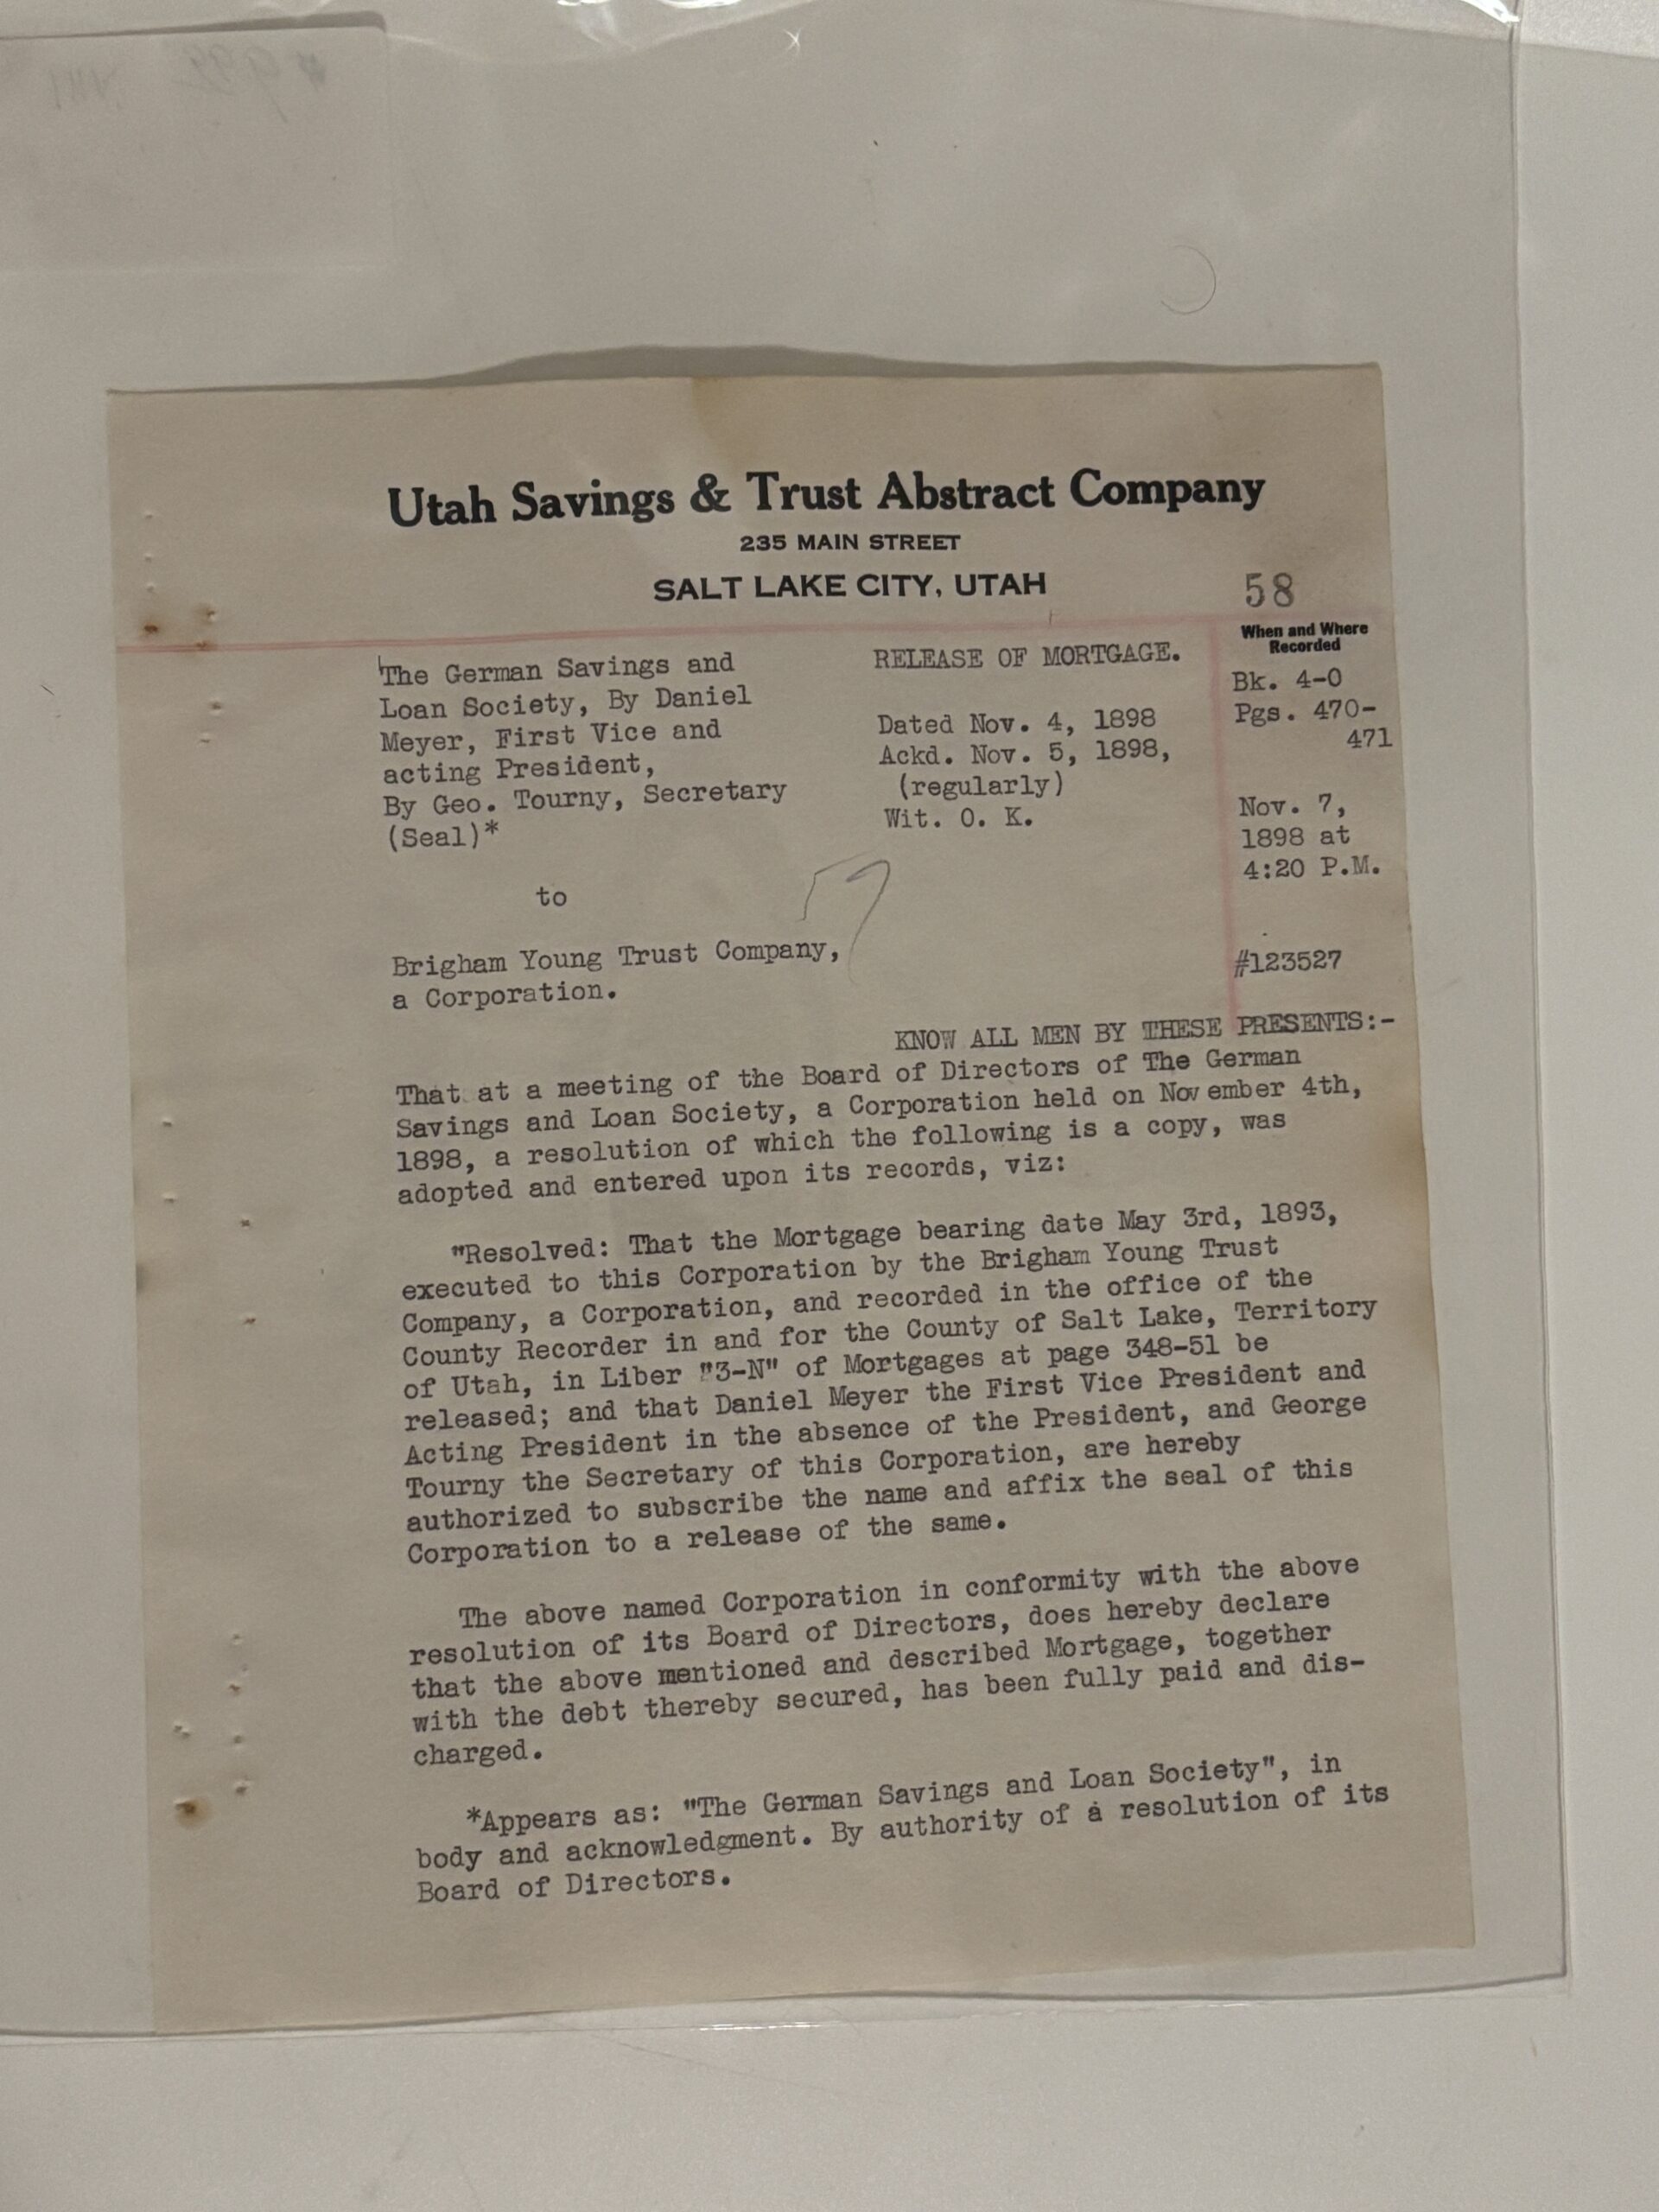 Utah Savings & Trust Abstract Company
235 MAIN STREET
SALT LAKE CITY, UTAH
58
When and Where
Recorded
The German Savings and
Loan Society, By Daniel
Meyer, First Vice and
acting President,
By Geo. Tourny, Secretary
(Seal)*
to
Brigham Young Trust Company,
a Corporation.
RELEASE OF MORTGAGE.
Dated Nov. 4, 1898
Ackd. Nov. 5, 1898,
(regularly)
Wit. O. K.
57
Bk. 4-O
Pgs. 470-
471
Nov. 7,
1898 at
4:20 P.M.
#123527
KNOW ALL MEN BY THESE PRESENTS:-
That at a meeting of the Board of Directors of The German
Savings and Loan Society, a Corporation held on November 4th,
1898, a resolution of which the following is a copy, was
adopted and entered upon its records, viz:
"Resolved: That the Mortgage bearing date May 3rd, 1893,
executed to this Corporation by the Brigham Young Trust
Company, a Corporation, and recorded in the office of the
County Recorder in and for the County of Salt Lake, Territory
of Utah, in Liber "3-N" of Mortgages at page 348-51 be
released; and that Daniel Meyer the First Vice President and
Acting President in the absence of the President, and George
Tourny the Secretary of this Corporation, are hereby
authorized to subscribe the name and affix the seal of this
Corporation to a release of the same.
The above named Corporation in conformity with the above
resolution of its Board of Directors, does hereby declare
that the above mentioned and described Mortgage, together
with the debt thereby secured, has been fully paid and dis-
charged.
*Appears as: "The German Savings and Loan Society", in
body and acknowledgment. By authority of a resolution of its
Board of Directors.